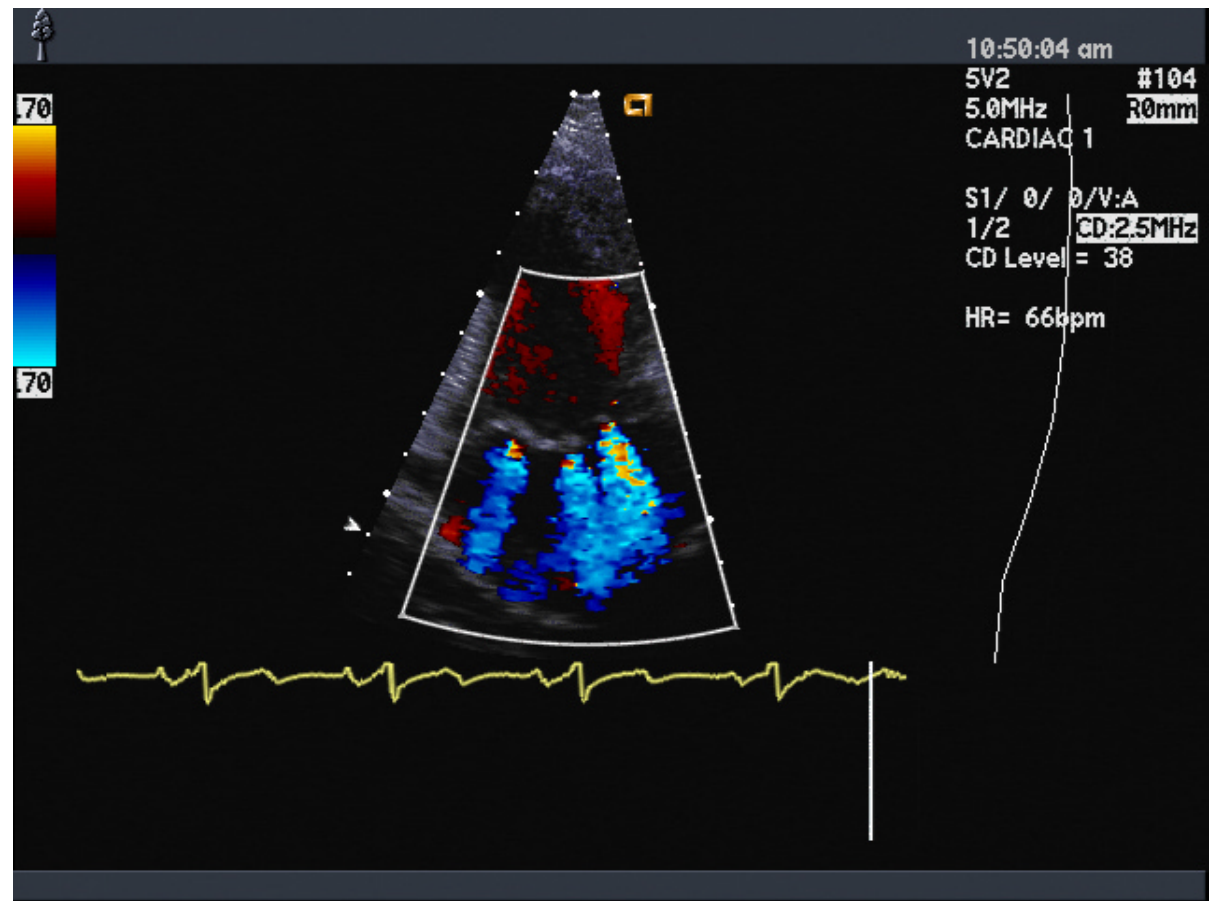 10:50:04 am
5V2 #104
.70
5.0MHz R0mm
CARDIAC 1
S1/ 0/ 0/V:A
1/2 CD:2.5MHz
CD Level = 38
HR= 66bpm
.70